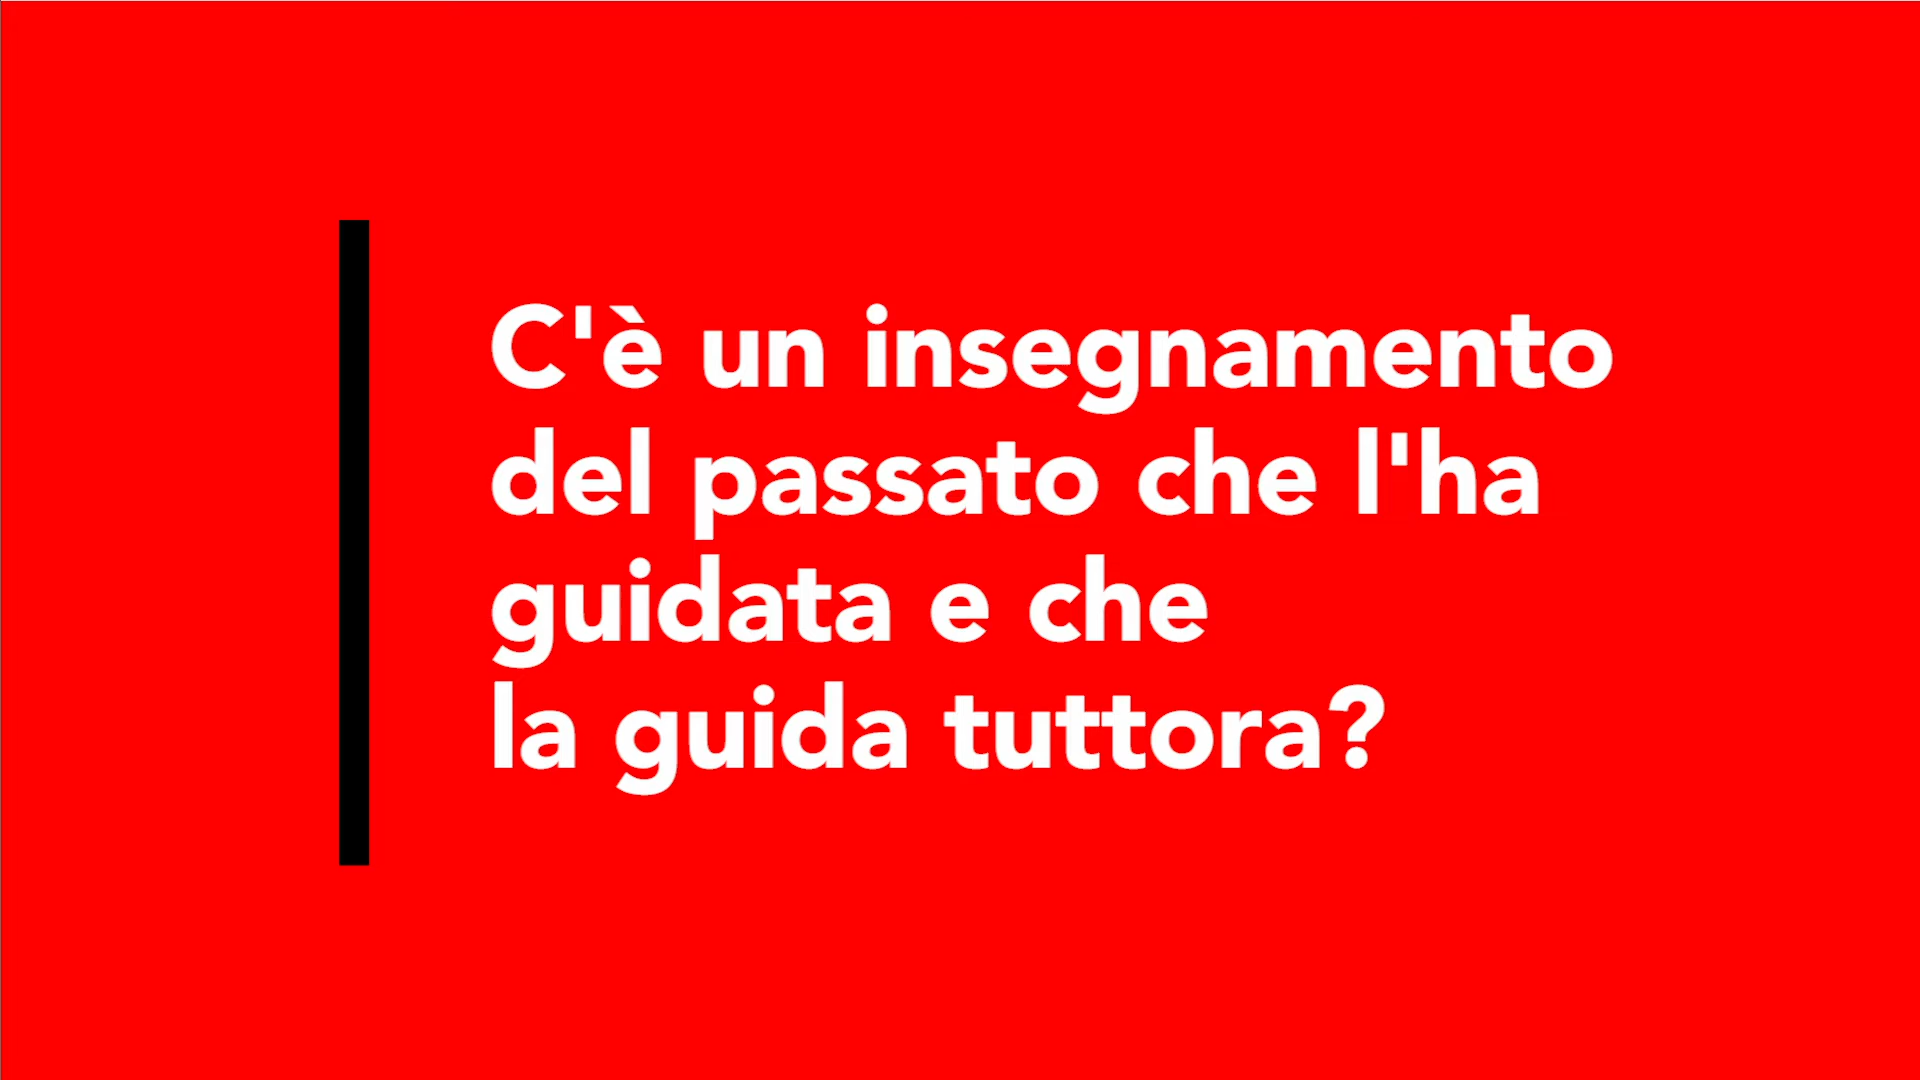 C'è un insegnamento
del passato che l'ha
guidata e che
la guida tuttora?